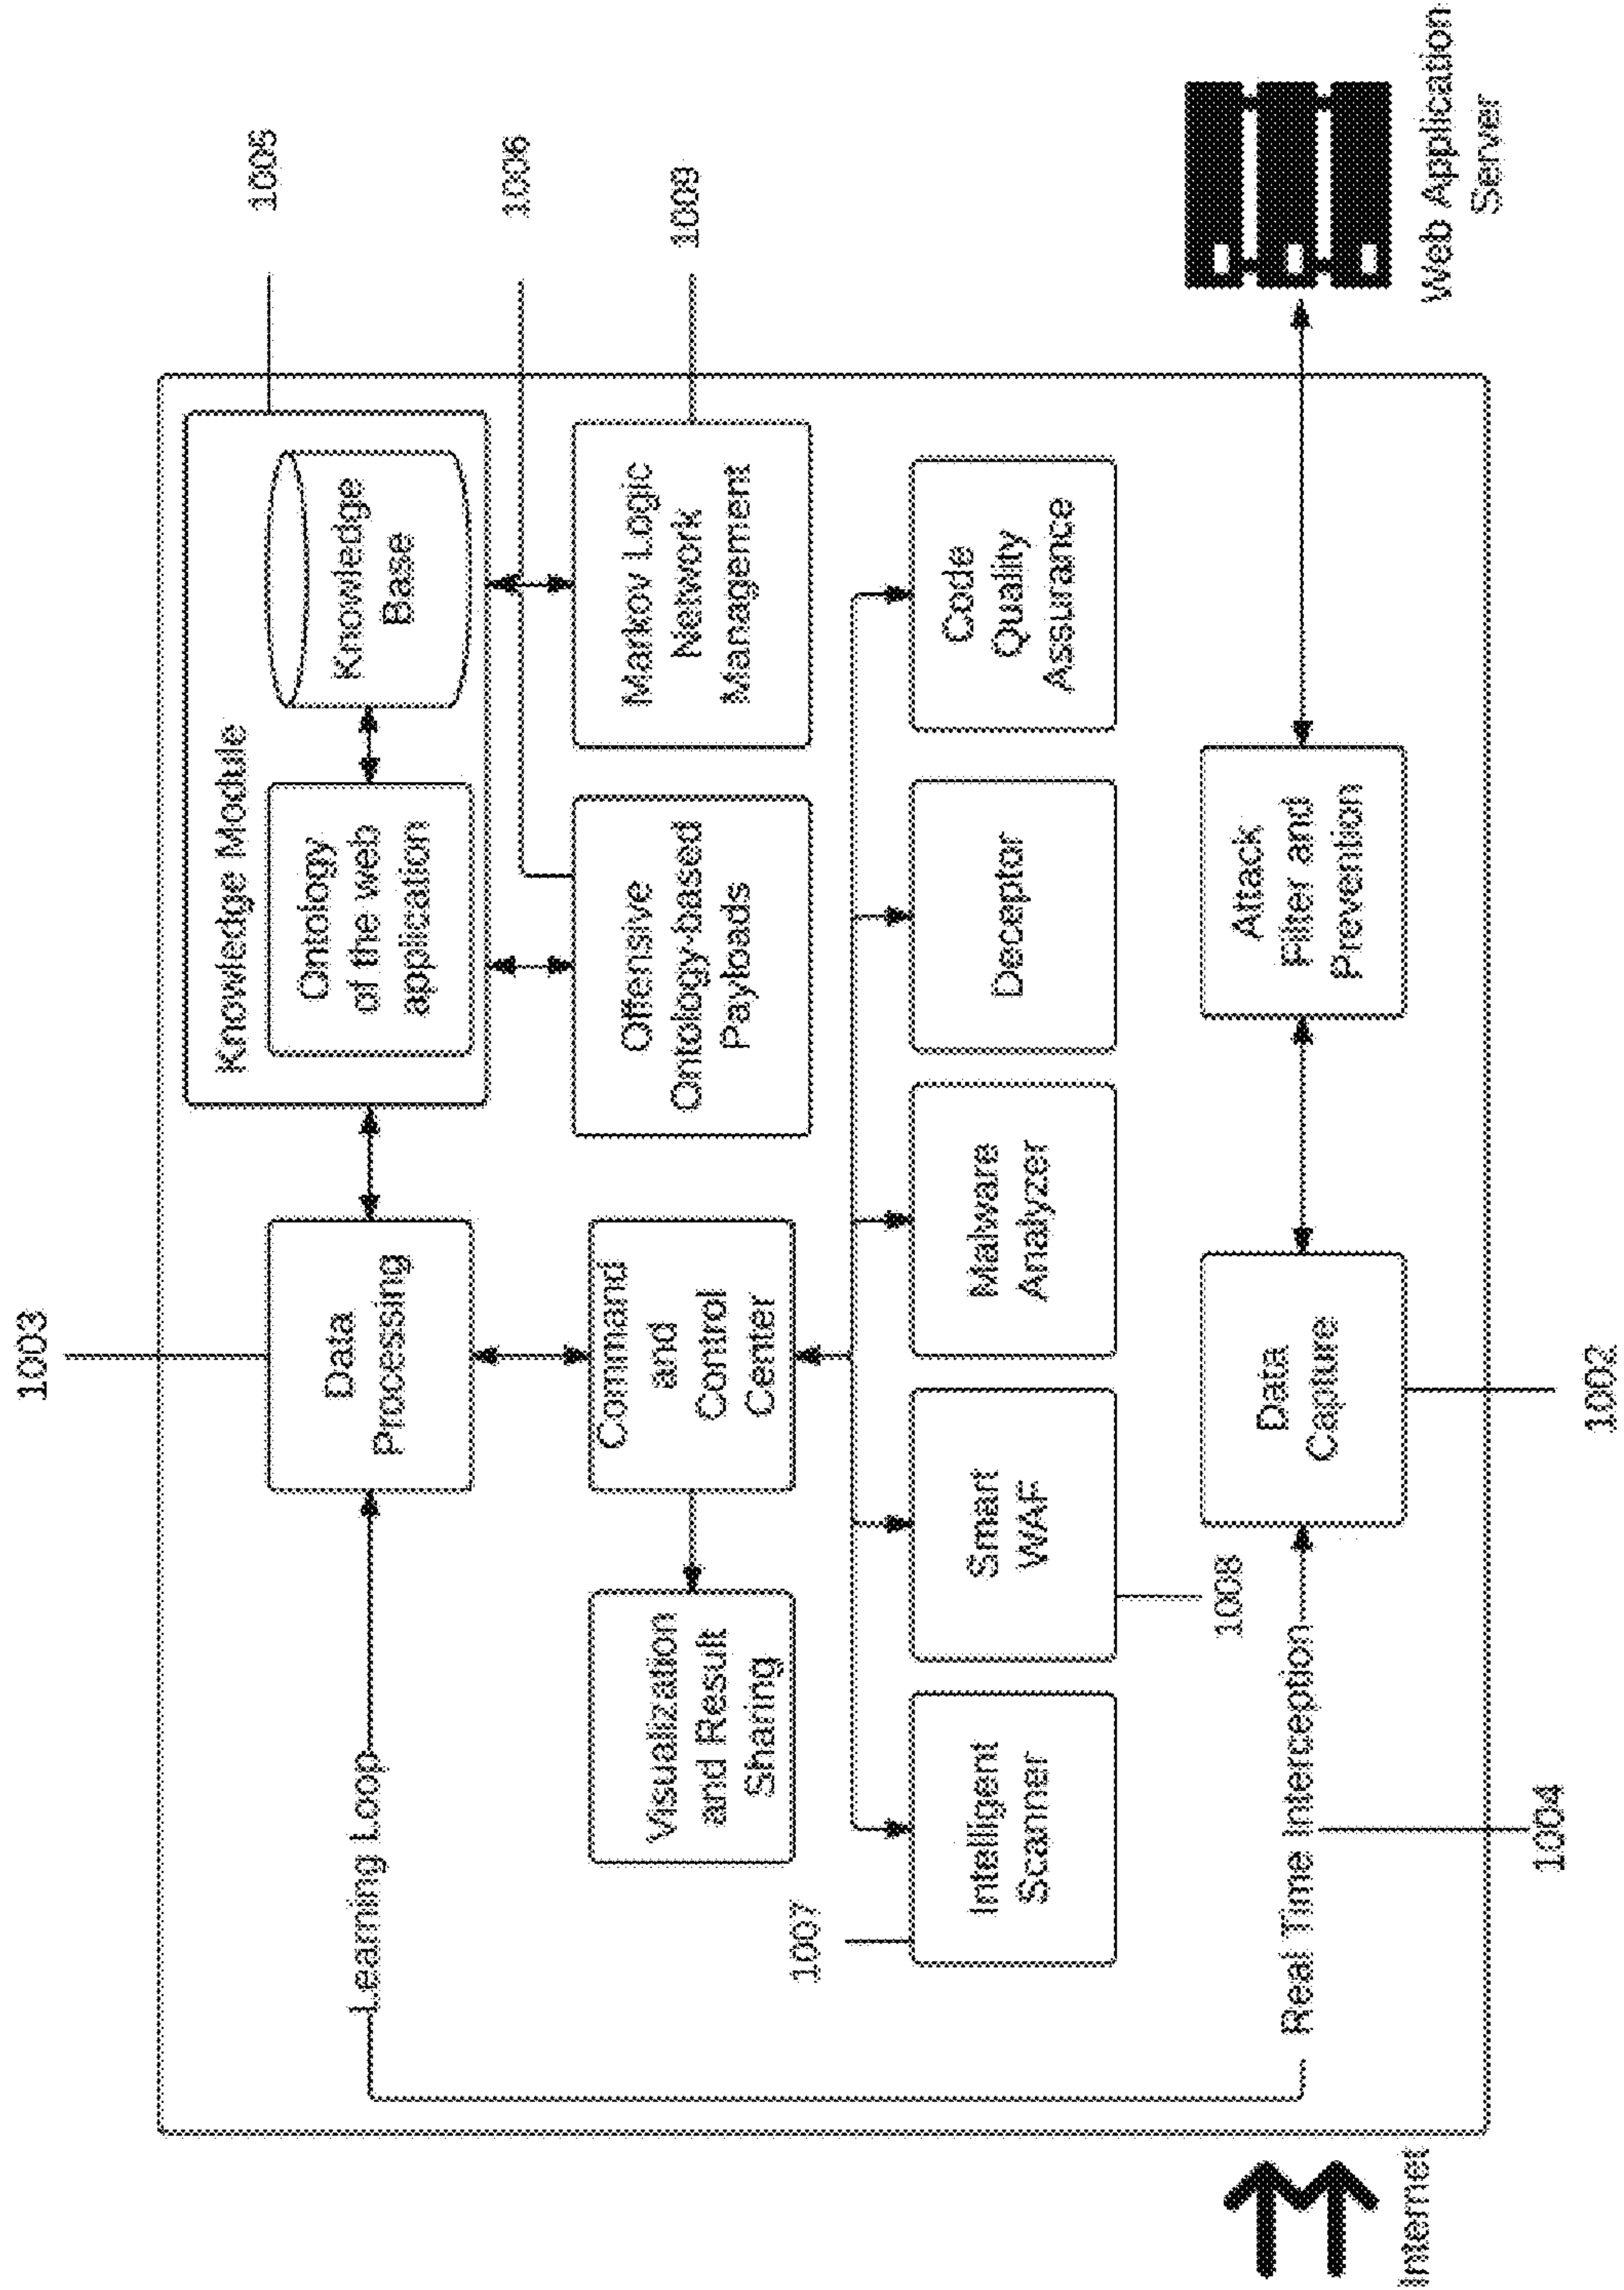 1003
1005
1006
1009
Knowledge Module
Learning Loop
Data
Processing
Ontology
of the web
application
Knowledge
Base
Visualization
and Result
Sharing
Command
and
Control
Center
Offensive
Ontology-based
Payloads
Markov Logic
Network
Management
1007
Intelligent
Scanner
Smart
WAF
Malware
Analyzer
Deceptor
Code
Quality
Assurance
1008
Real Time Interception
Data
Capture
Attack
Filter and
Prevention
Internet
Web Application
Server
1004
1002